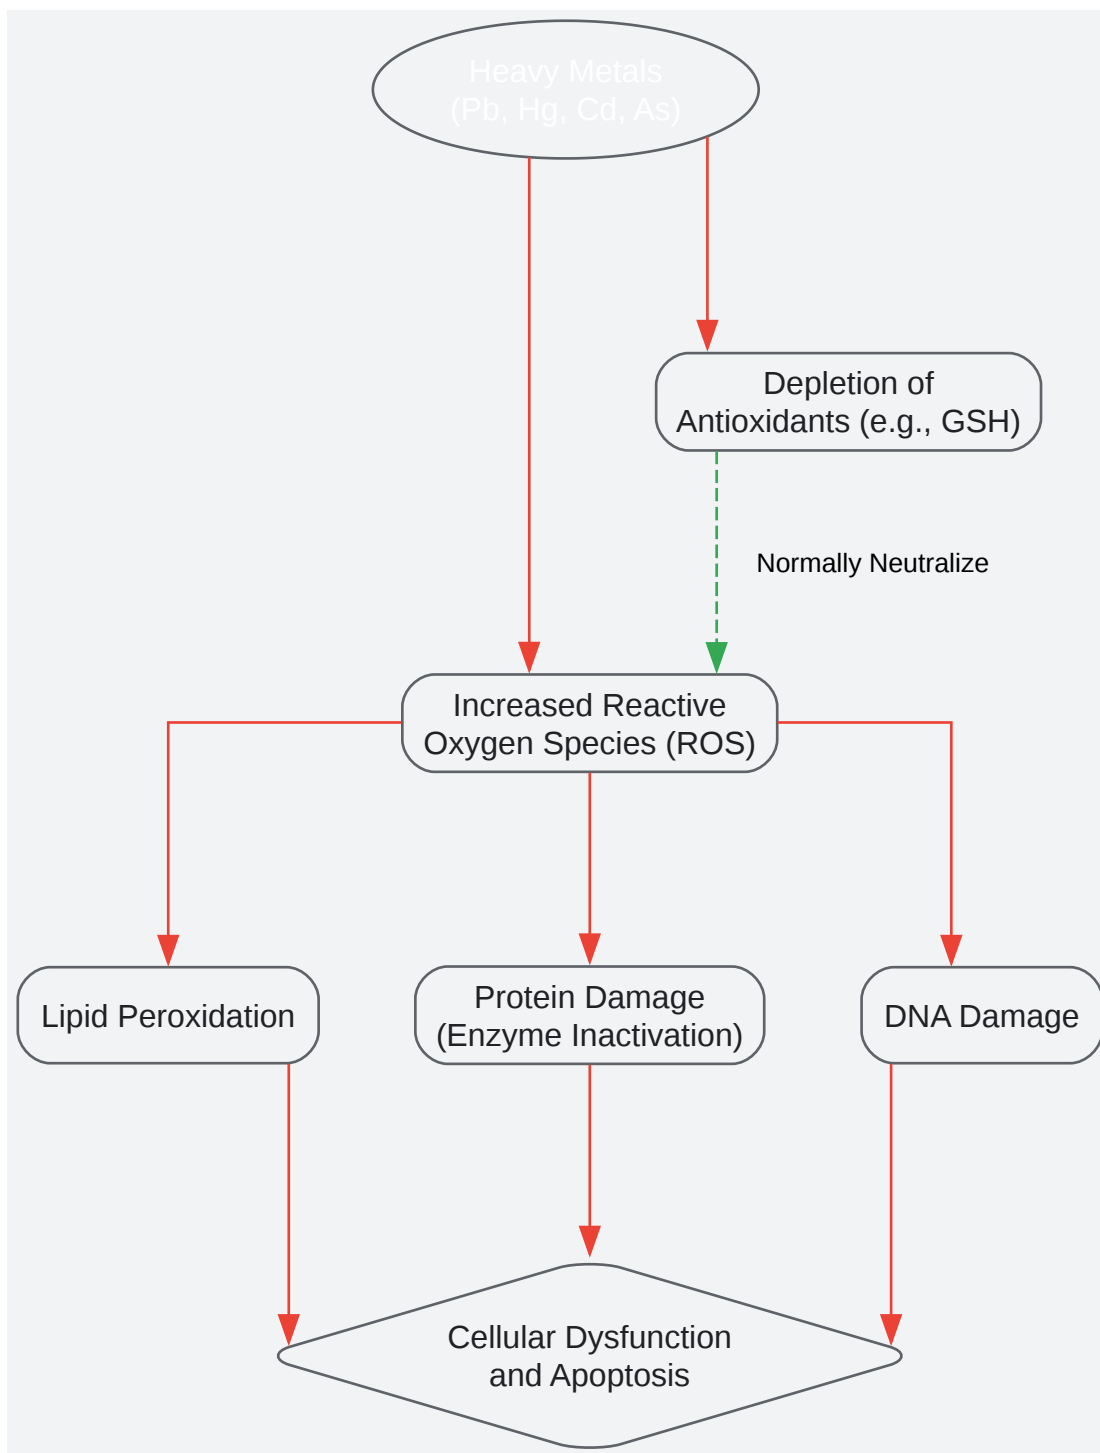 Heavy Metals
(Pb, Hg, Cd, As)
Depletion of
Antioxidants (e.g., GSH)
Normally Neutralize
Increased Reactive
Oxygen Species (ROS)
Lipid Peroxidation
Protein Damage
(Enzyme Inactivation)
DNA Damage
Cellular Dysfunction
and Apoptosis